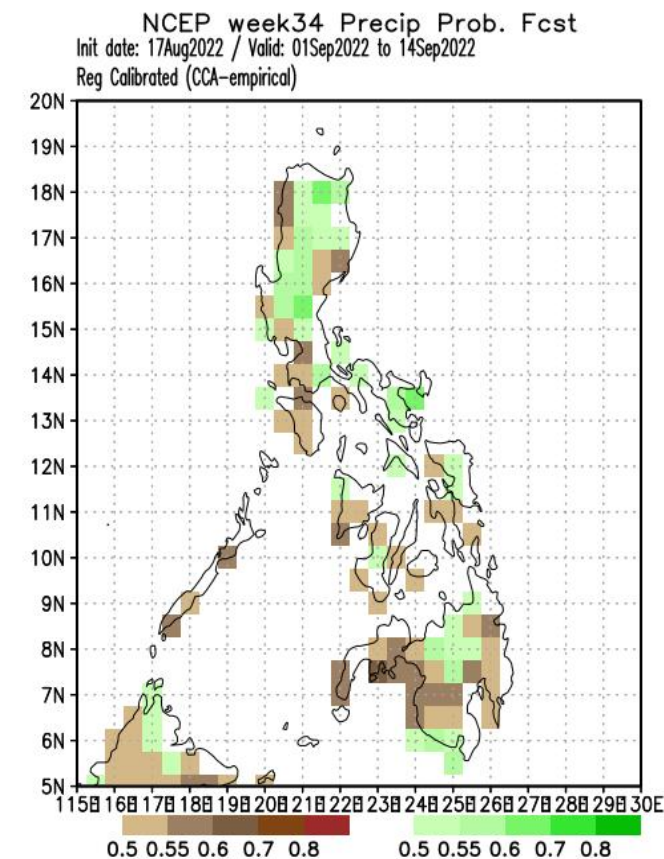 NCEP week34 Precip Prob. Fcst
Init date: 17Aug2022 / Valid: 01Sep2022 to 14Sep2022
Reg Calibrated (CCA-empirical)
20N
19N
18N
17N
16N
15N
14N
13N
12N
11N
10N
9N
8N
7N
6N
5N
115E 116E 117E 118E 119E 120E 121E 122E 123E 124E 125E 126E 127E 128E 129E 130E
0.5 0.55 0.6 0.7 0.8 0.5 0.55 0.6 0.7 0.8